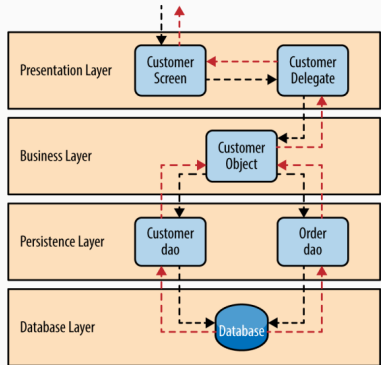 Presentation Layer
Customer
Screen
Customer
Delegate
Business Layer
Customer
Object
Persistence Layer
Customer
dao
Order
dao
Database Layer
Database